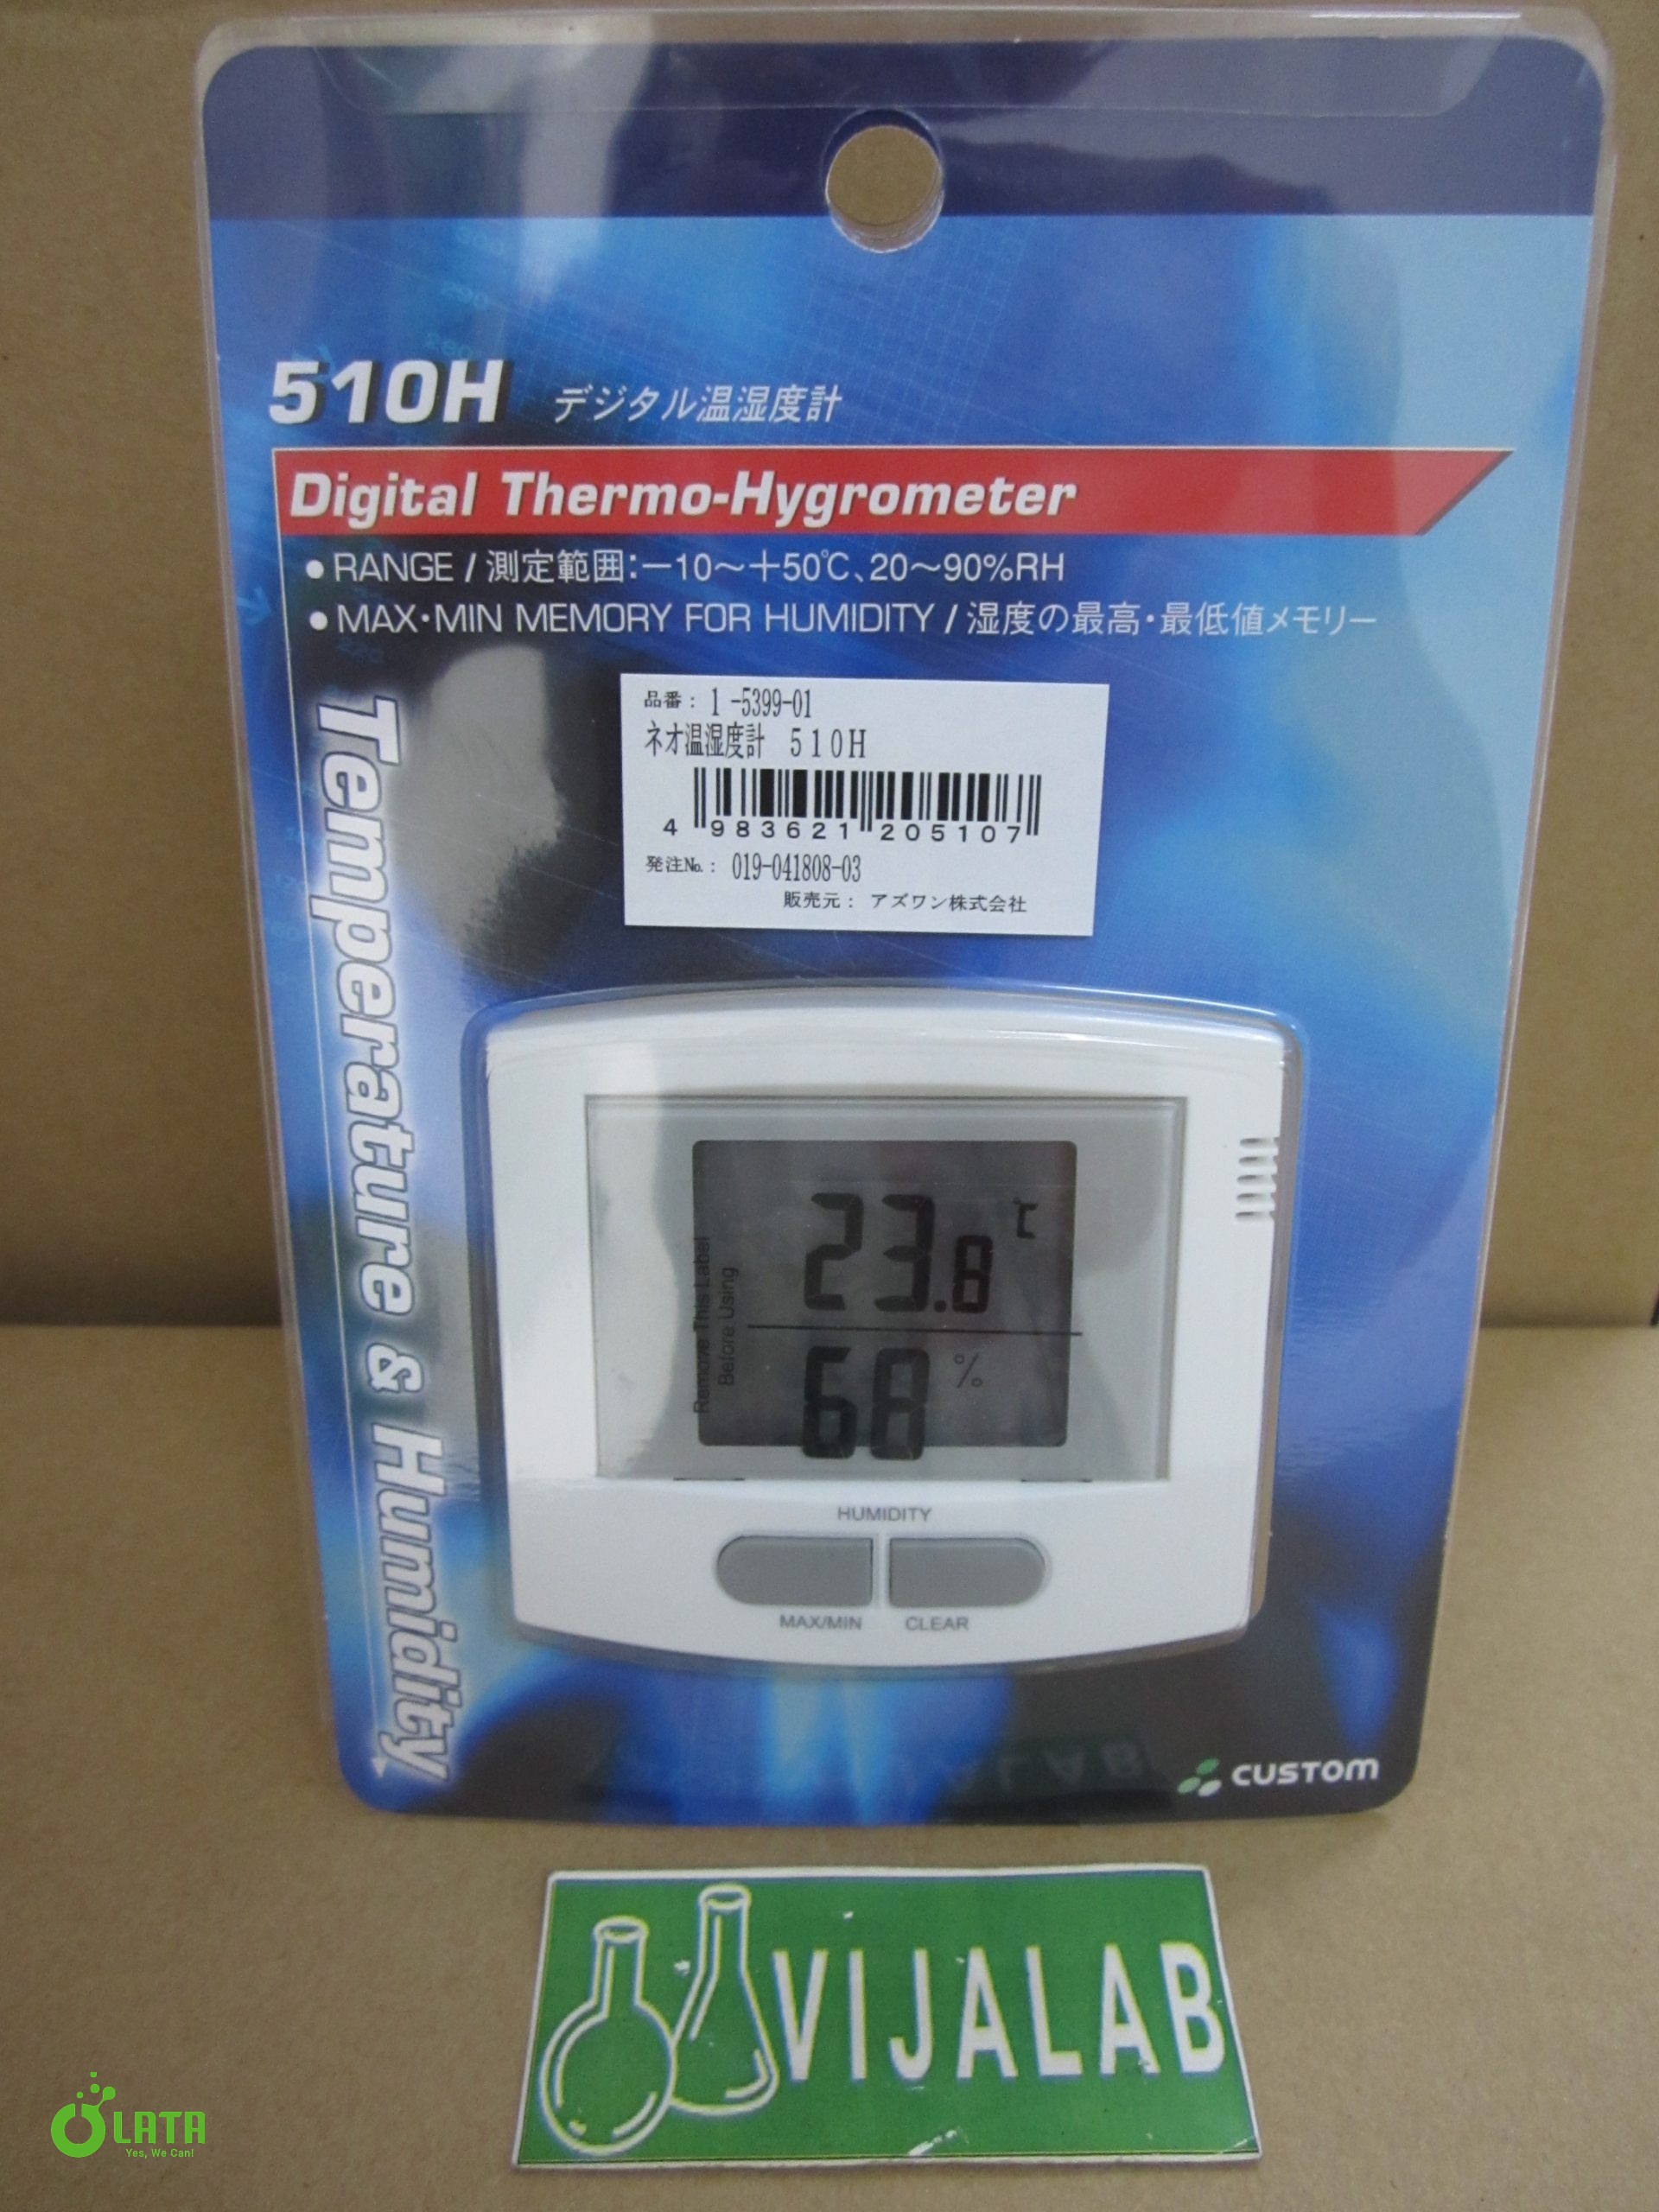 510H デジタル温湿度計
Digital Thermo-Hygrometer
● RANGE / 測定範囲：－10～＋50℃、20～90%RH
● MAX・MIN MEMORY FOR HUMIDITY / 湿度の最高・最低値メモリー
Temperature & Humidity
品番： 1 -5399-01
ネオ温湿度計 510H
4 983621 205107
発注No.： 019-041808-03
販売元： アズワン株式会社
23.8 ℃
68 %
Remove This Label
Before Using
HUMIDITY
MAX/MIN CLEAR
CUSTOM
VIJALAB
LATA
Yes, We Can!